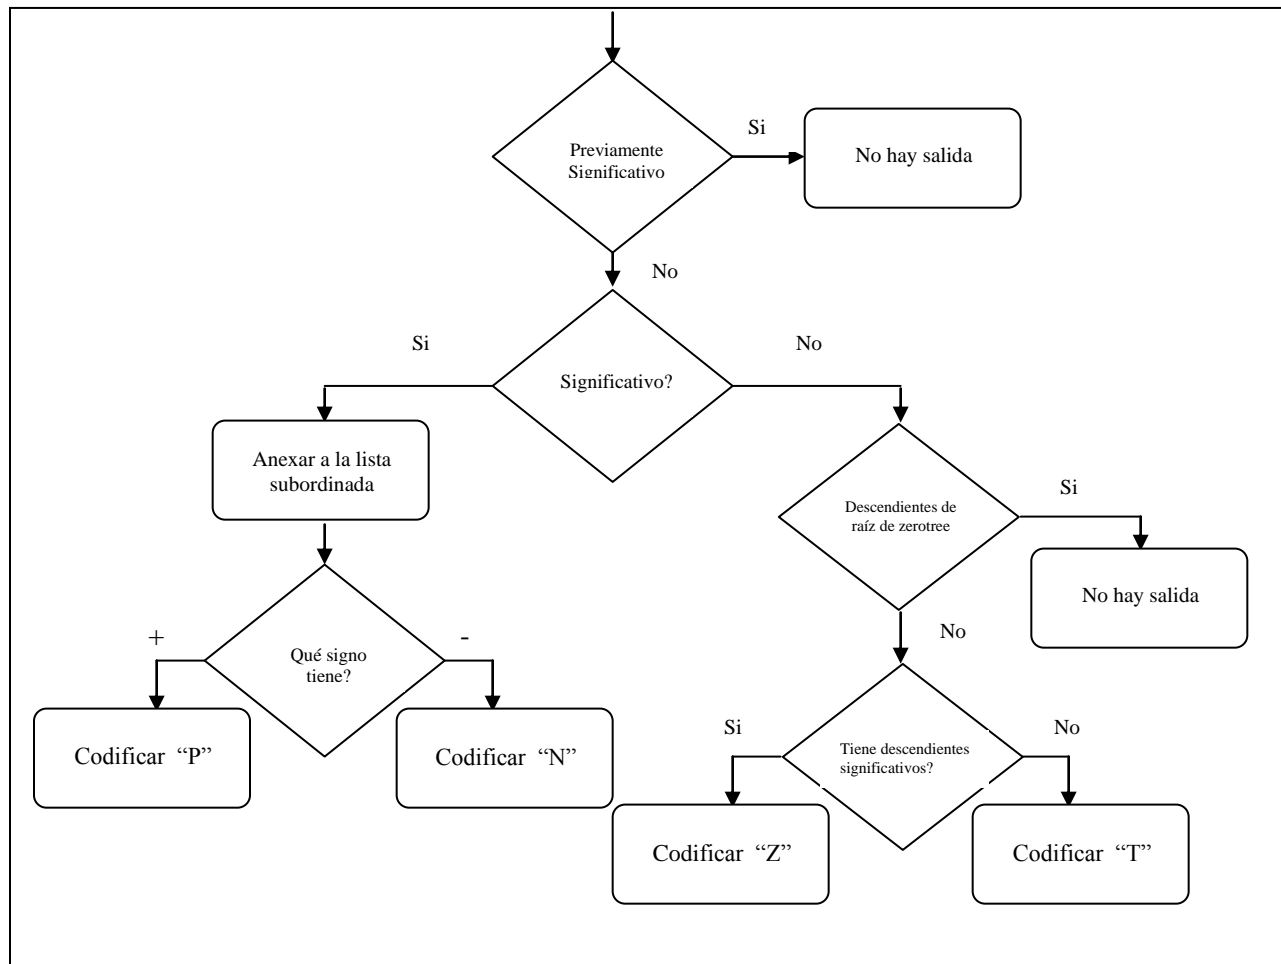 Si
Previamente
Significativo
No hay salida
No
Si
No
Significativo?
Anexar a la lista
subordinada
Si
Descendientes de
raíz de zerotree
No hay salida
No
+
-
Qué signo
tiene?
Codificar “P”
Codificar “N”
Si
No
Tiene descendientes
significativos?
Codificar “Z”
Codificar “T”